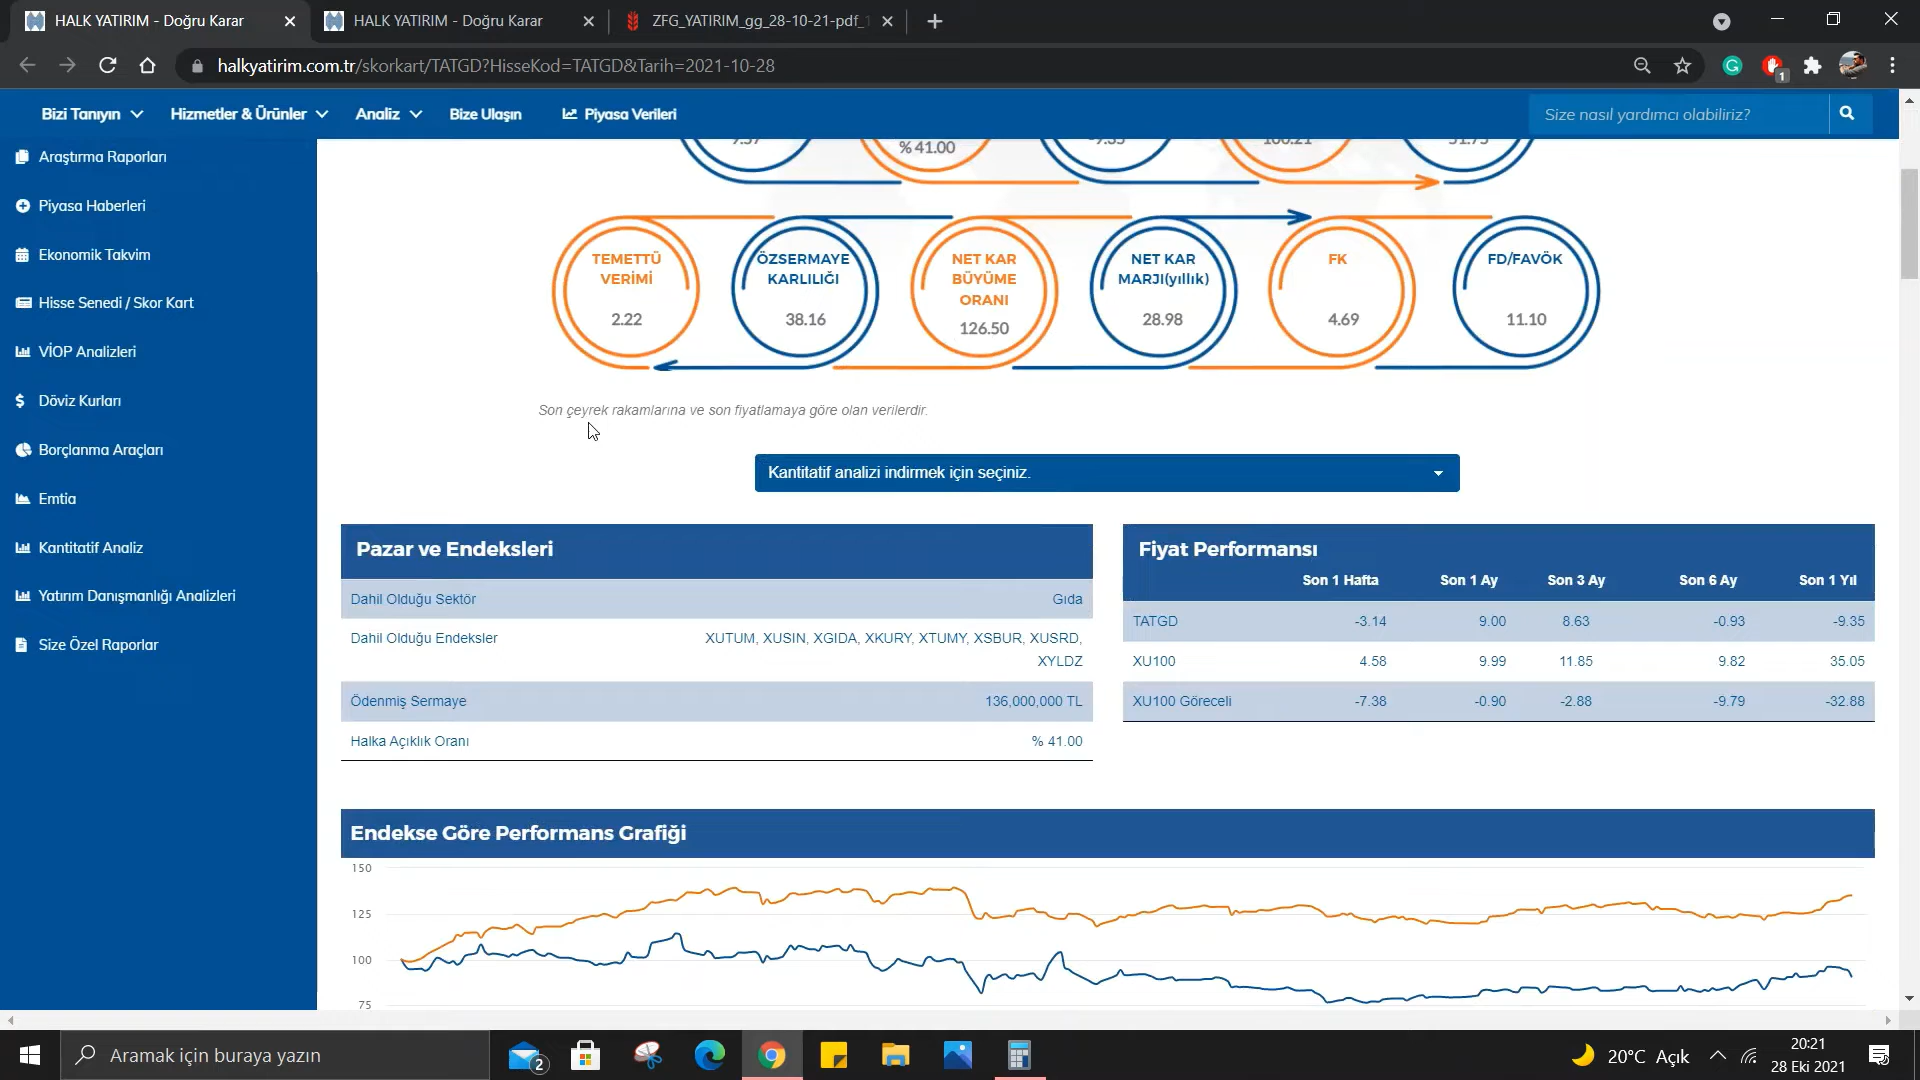 HALK YATIRIM - Doğru Karar
HALK YATIRIM - Doğru Karar
ZFG_YATIRIM_gg_28-10-21-pdf_
halkyatirim.com.tr/skorkart/TATGD?HisseKod=TATGD&Tarih=2021-10-28
1
Bizi Tanıyın
Hizmetler & Ürünler
Analiz
Bize Ulaşın
Piyasa Verileri
Size nasıl yardımcı olabiliriz?
Araştırma Raporları
Piyasa Haberleri
Ekonomik Takvim
Hisse Senedi / Skor Kart
VİOP Analizleri
Döviz Kurları
Borçlanma Araçları
Emtia
Kantitatif Analiz
Yatırım Danışmanlığı Analizleri
Size Özel Raporlar
% 41.00
TEMETTÜ
VERİMİ
2.22
ÖZSERMAYE
KARLILIĞI
38.16
NET KAR
BÜYÜME
ORANI
126.50
NET KAR
MARJI(yıllık)
28.98
FK
4.69
FD/FAVÖK
11.10
Son çeyrek rakamlarına ve son fiyatlamaya göre olan verilerdir.
Kantitatif analizi indirmek için seçiniz.
Pazar ve Endeksleri
Dahil Olduğu Sektör Gıda
Dahil Olduğu Endeksler XUTUM, XUSIN, XGIDA, XKURY, XTUMY, XSBUR, XUSRD,
XYLDZ
Ödenmiş Sermaye 136,000,000 TL
Halka Açıklık Oranı % 41.00
Fiyat Performansı
Son 1 Hafta Son 1 Ay Son 3 Ay Son 6 Ay Son 1 Yıl
TATGD -3.14 9.00 8.63 -0.93 -9.35
XU100 4.58 9.99 11.85 9.82 35.05
XU100 Göreceli -7.38 -0.90 -2.88 -9.79 -32.88
Endekse Göre Performans Grafiği
150
125
100
75
Aramak için buraya yazın
2
20°C Açık
20:21
28 Eki 2021